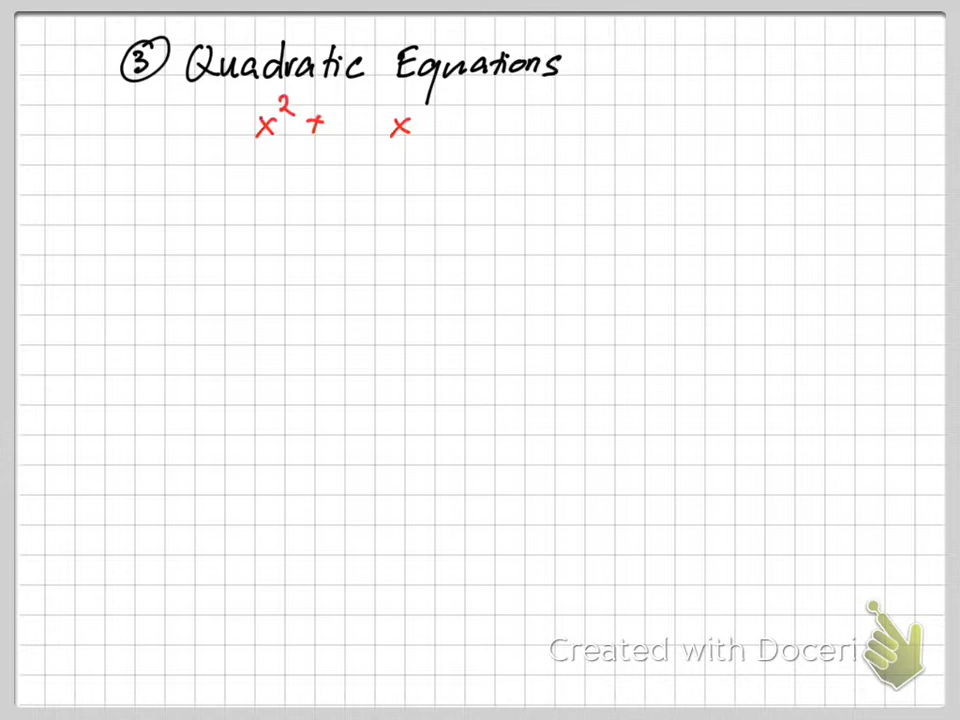 ③ Quadratic Equations
x² + x
Created with Doceri